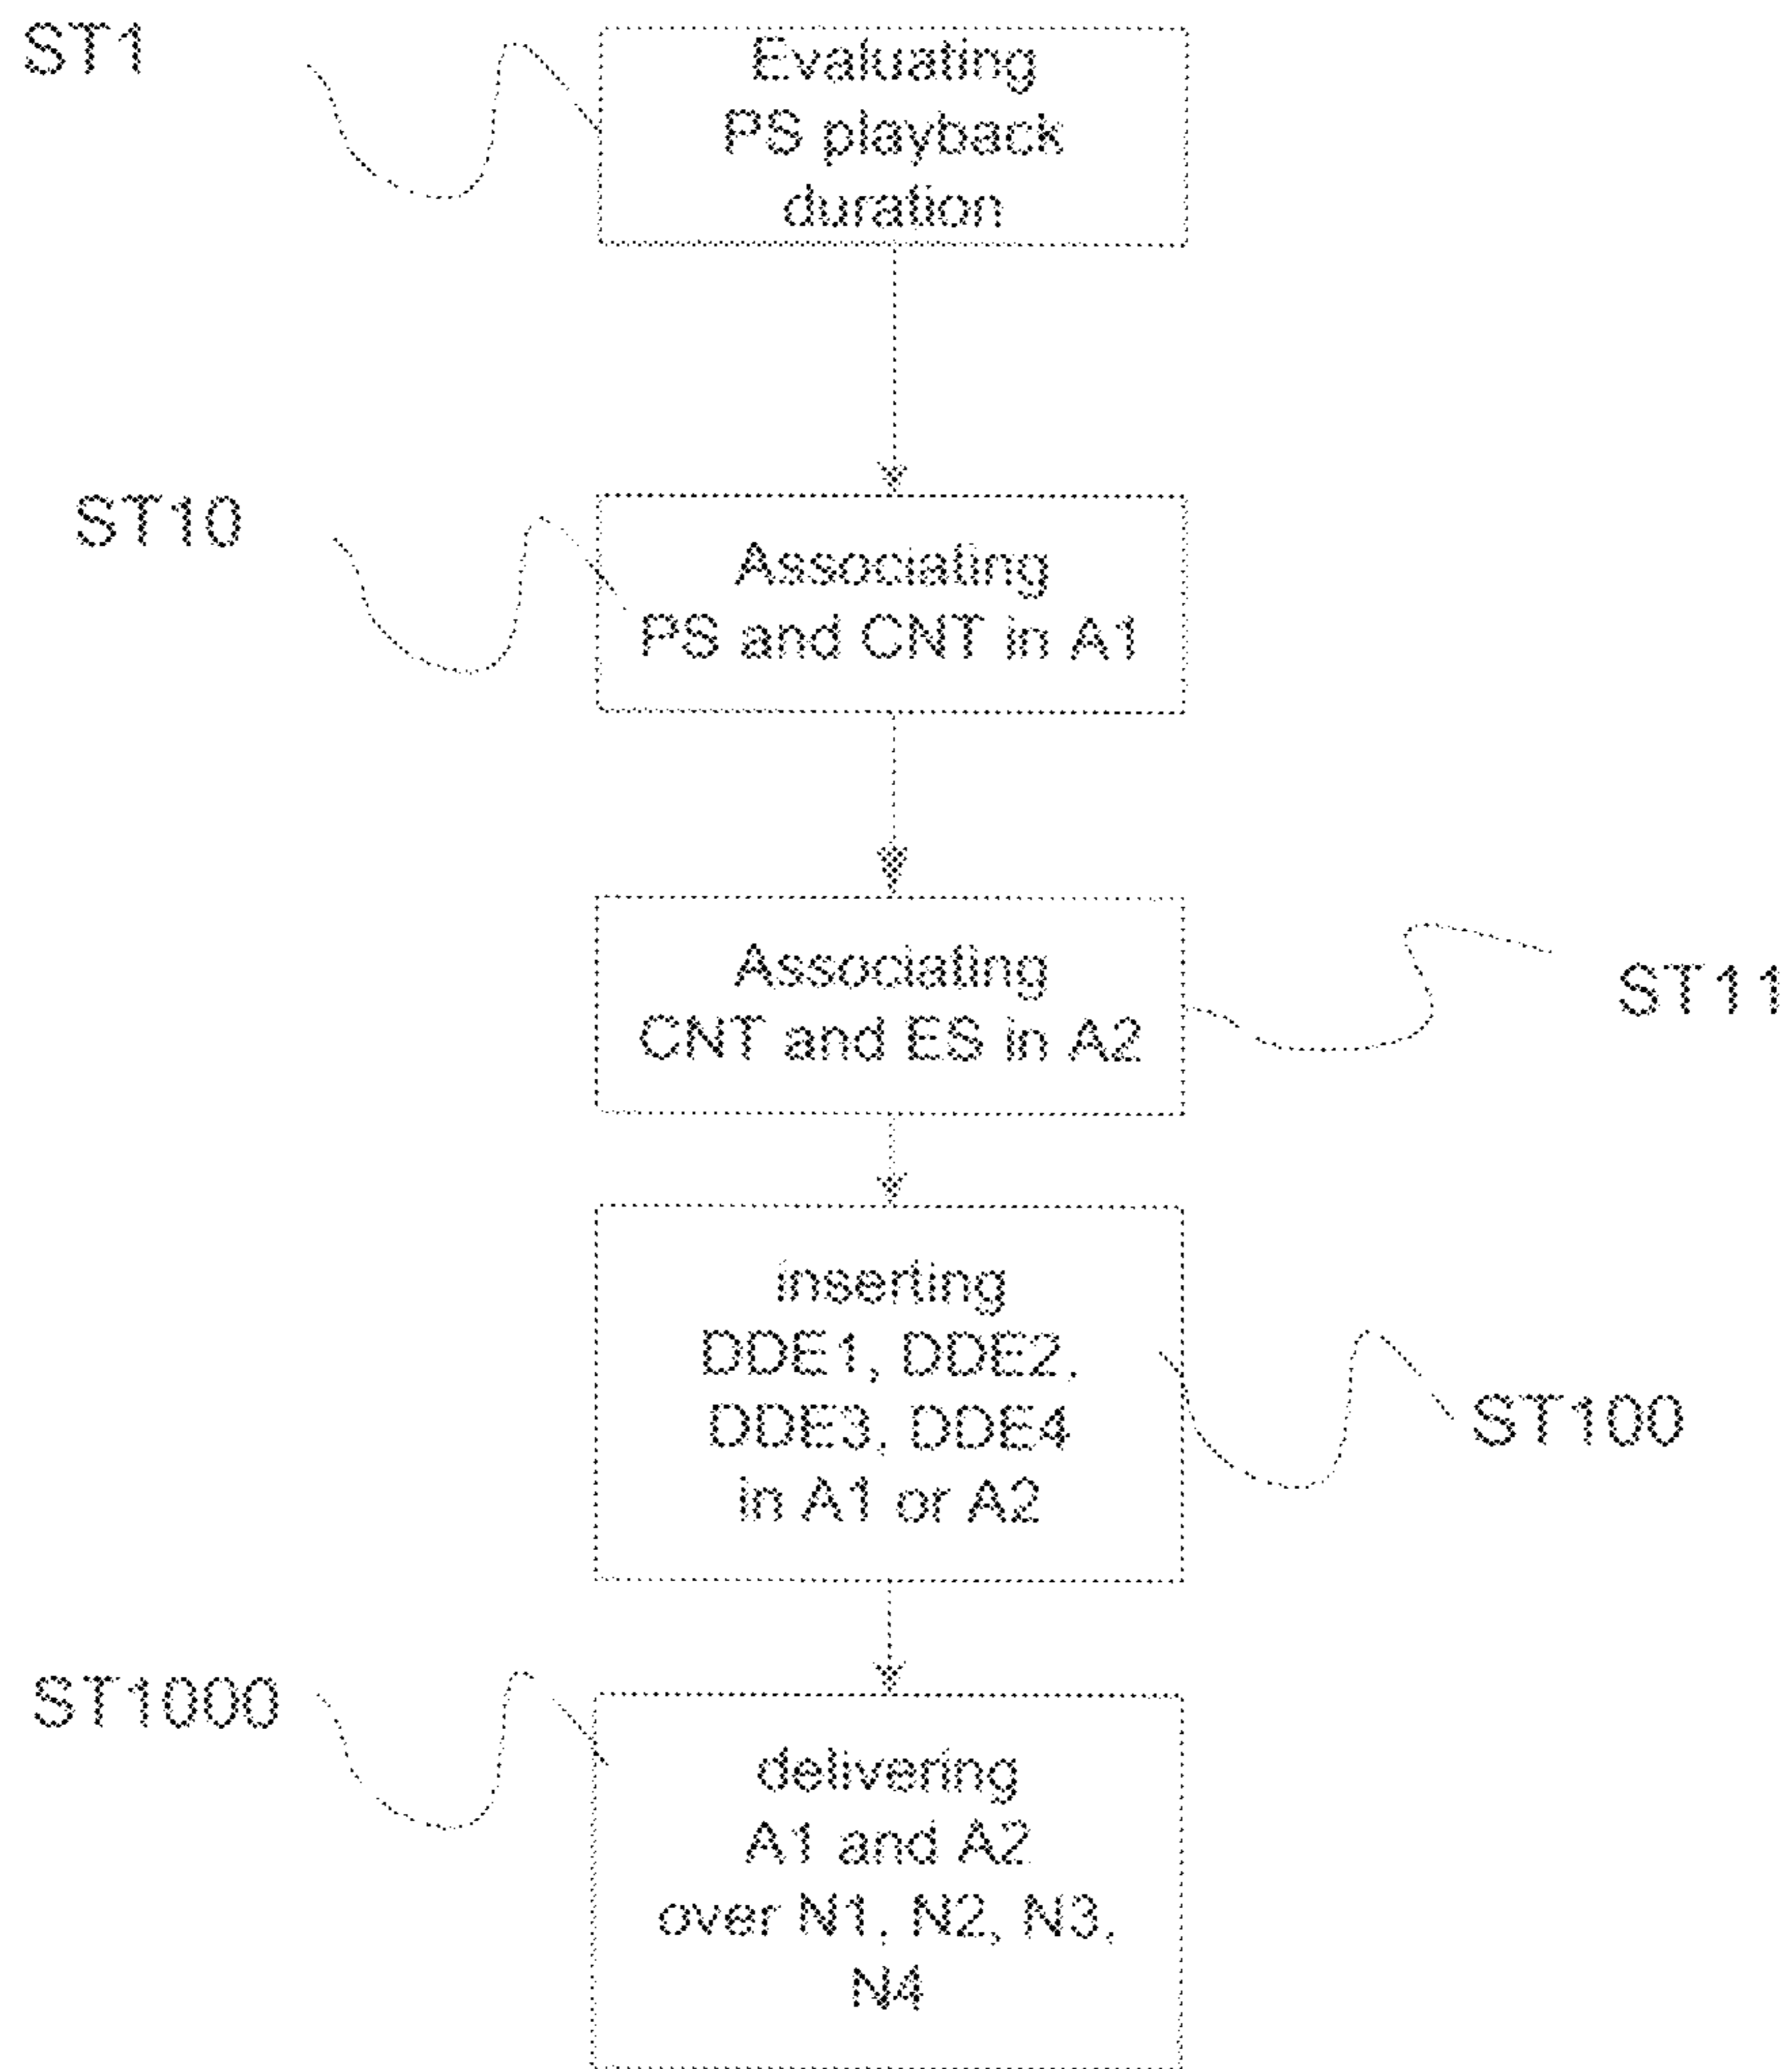 ST1
Evaluating
PS playback
duration
ST10
Associating
PS and CNT in A1
Associating
CNT and ES in A2
ST11
inserting
DDE1, DDE2,
DDE3, DDE4
in A1 or A2
ST100
ST1000
delivering
A1 and A2
over N1, N2, N3,
N4